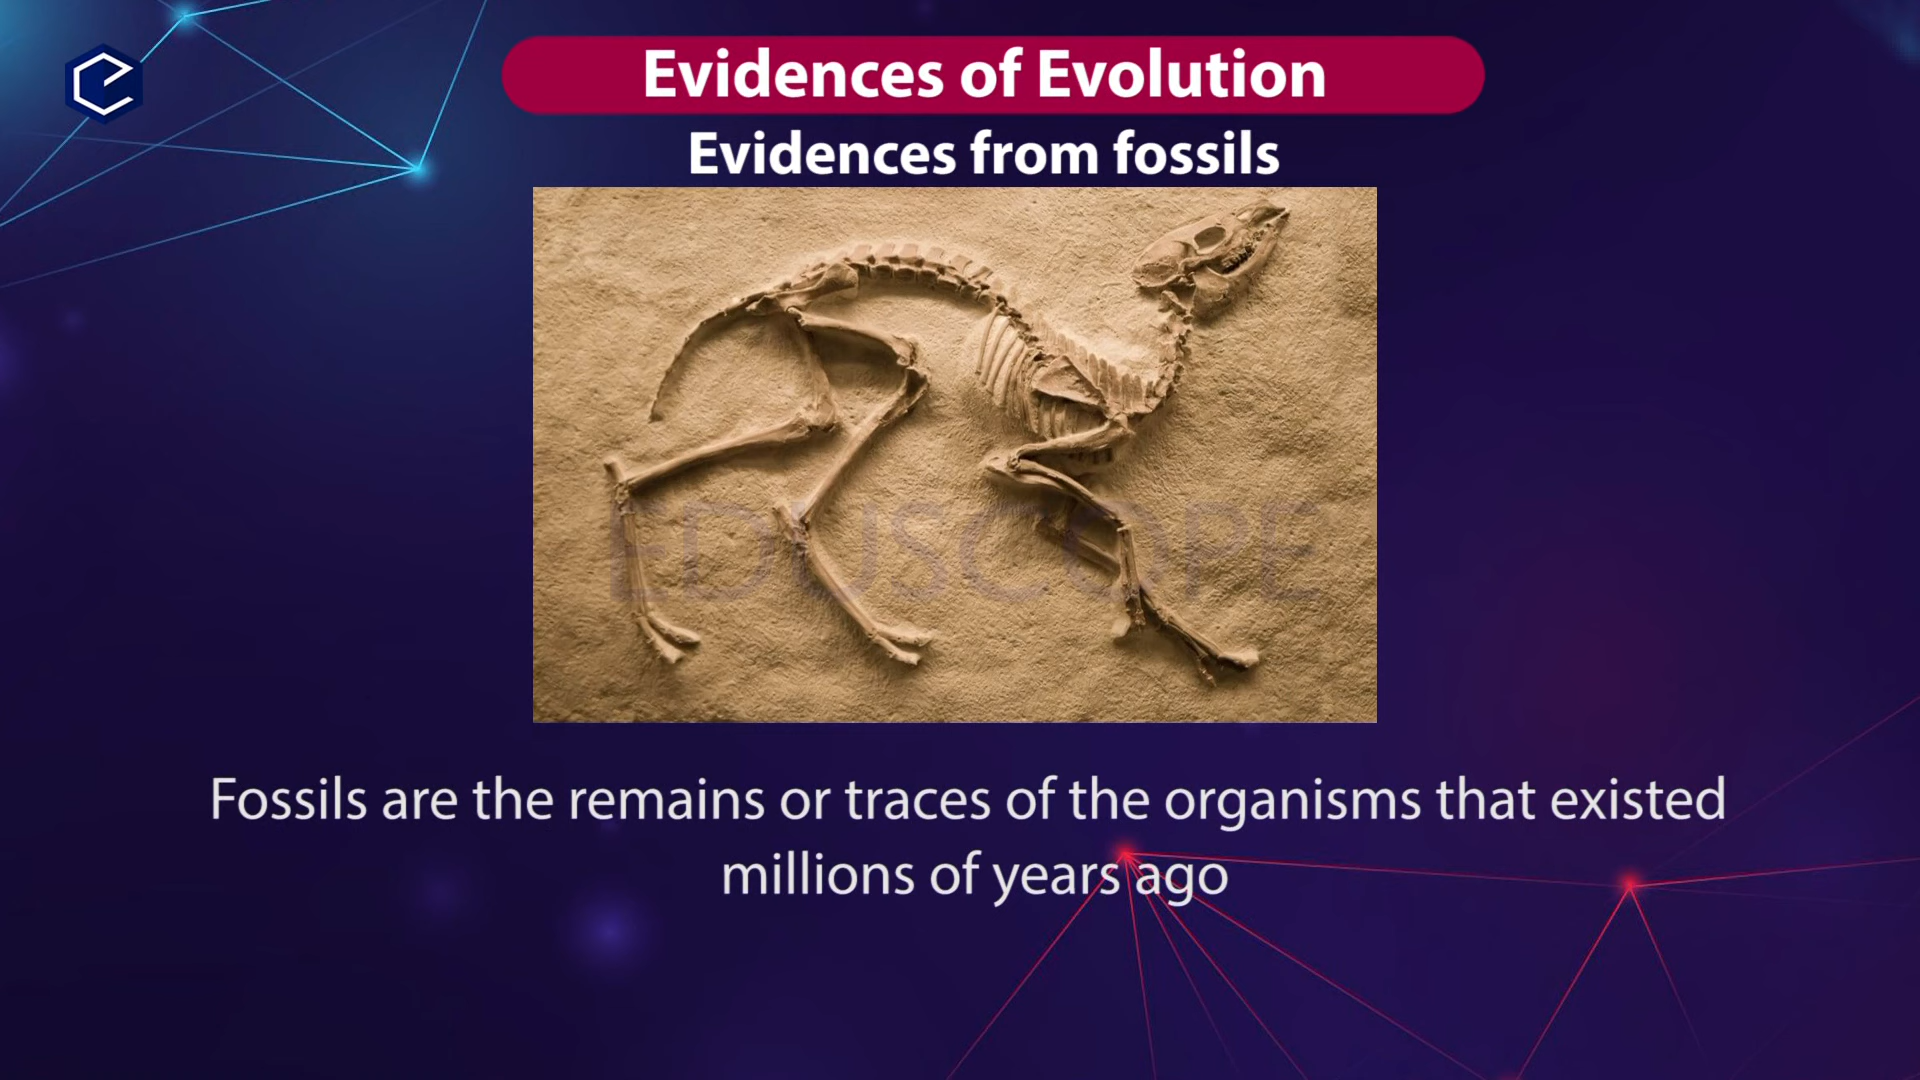 Evidences of Evolution
Evidences from fossils
EDUSCOPE
Fossils are the remains or traces of the organisms that existed
millions of years ago